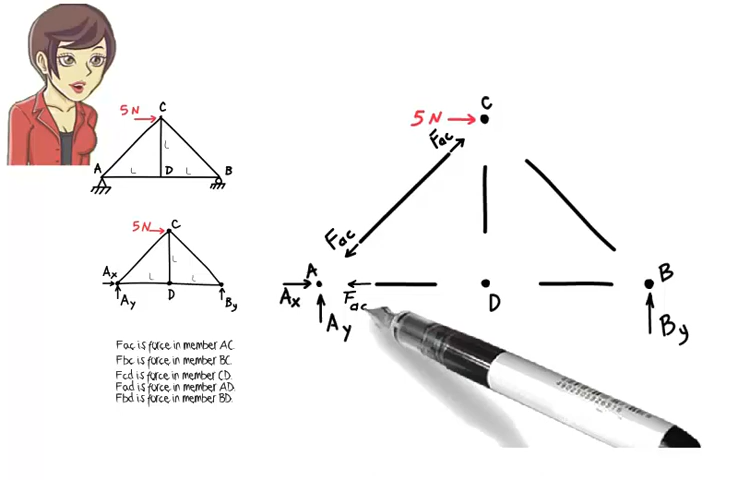 5N
C
A
L
L
D
L
B
5N
C
Ax
L
L
L
Ay
D
By
Fac is force in member AC.
Fbc is force in member BC.
Fcd is force in member CD.
Fad is force in member AD.
Fbd is force in member BD.
C
5N
Fac
Fac
A
B
Ax
Fac
D
Ay
By